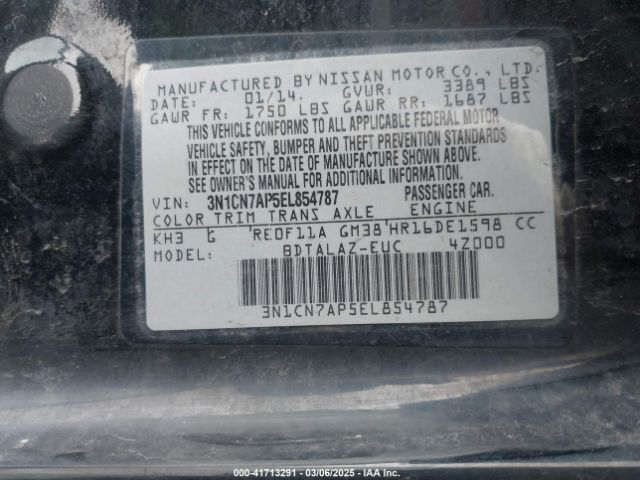 MANUFACTURED BY NISSAN MOTOR CO., LTD.
DATE: 01/14. GVWR: 3389 LBS
GAWR FR: 1750 LBS GAWR RR: 1687 LBS
THIS VEHICLE CONFORMS TO ALL APPLICABLE FEDERAL MOTOR
VEHICLE SAFETY, BUMPER AND THEFT PREVENTION STANDARDS
IN EFFECT ON THE DATE OF MANUFACTURE SHOWN ABOVE.
SEE OWNER'S MANUAL FOR ADDITIONAL INFORMATION.
VIN: 3N1CN7AP5EL854787 PASSENGER CAR.
COLOR TRIM TRANS AXLE ENGINE
KH3 G RE0F11A GM38 HR16DE1598 CC
MODEL: BDTALAZ-EUC 4Z000
3N1CN7AP5EL854787
000-41713291 - 03/06/2025 - IAA Inc.